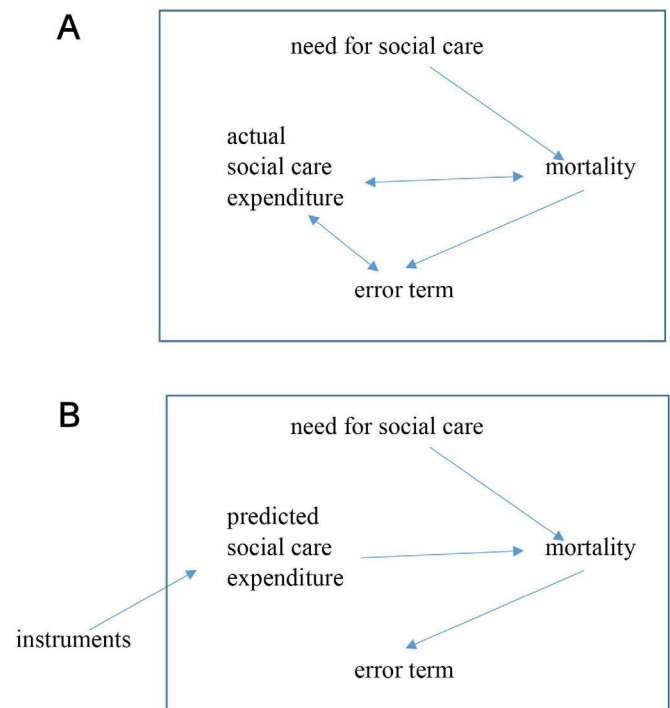 A
need for social care
actual
social care
expenditure
mortality
error term
B
need for social care
predicted
social care
expenditure
mortality
instruments
error term